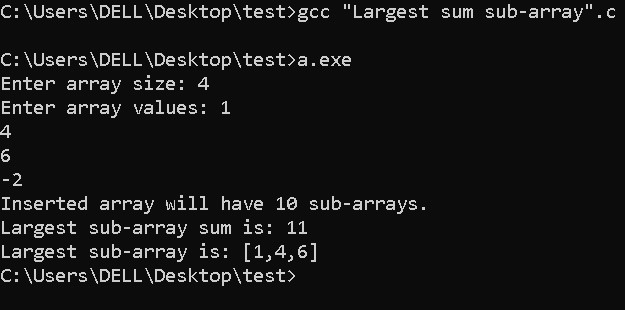 C:\Users\DELL\Desktop\test>gcc "Largest sum sub-array".c
C:\Users\DELL\Desktop\test>a.exe
Enter array size: 4
Enter array values: 1
4
6
-2
Inserted array will have 10 sub-arrays.
Largest sub-array sum is: 11
Largest sub-array is: [1,4,6]
C:\Users\DELL\Desktop\test>